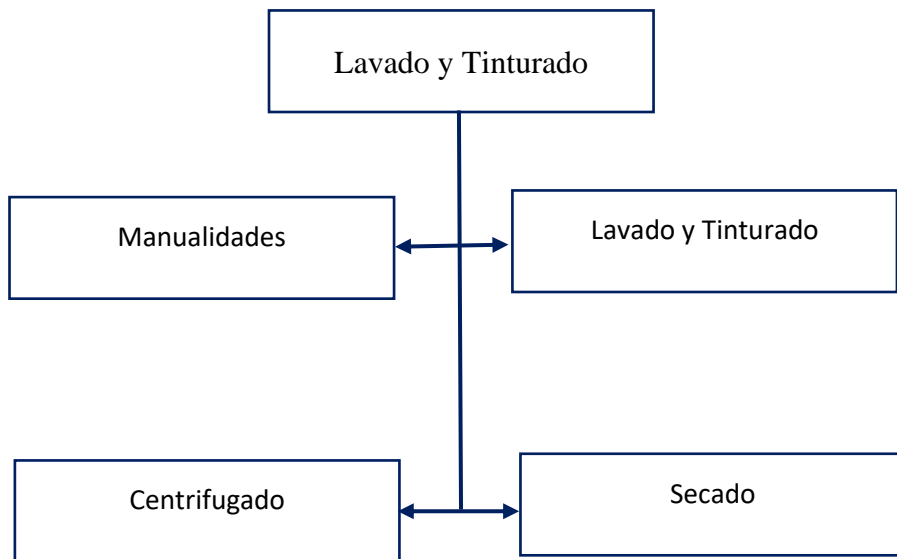 Lavado y Tinturado
Manualidades
Lavado y Tinturado
Centrifugado
Secado